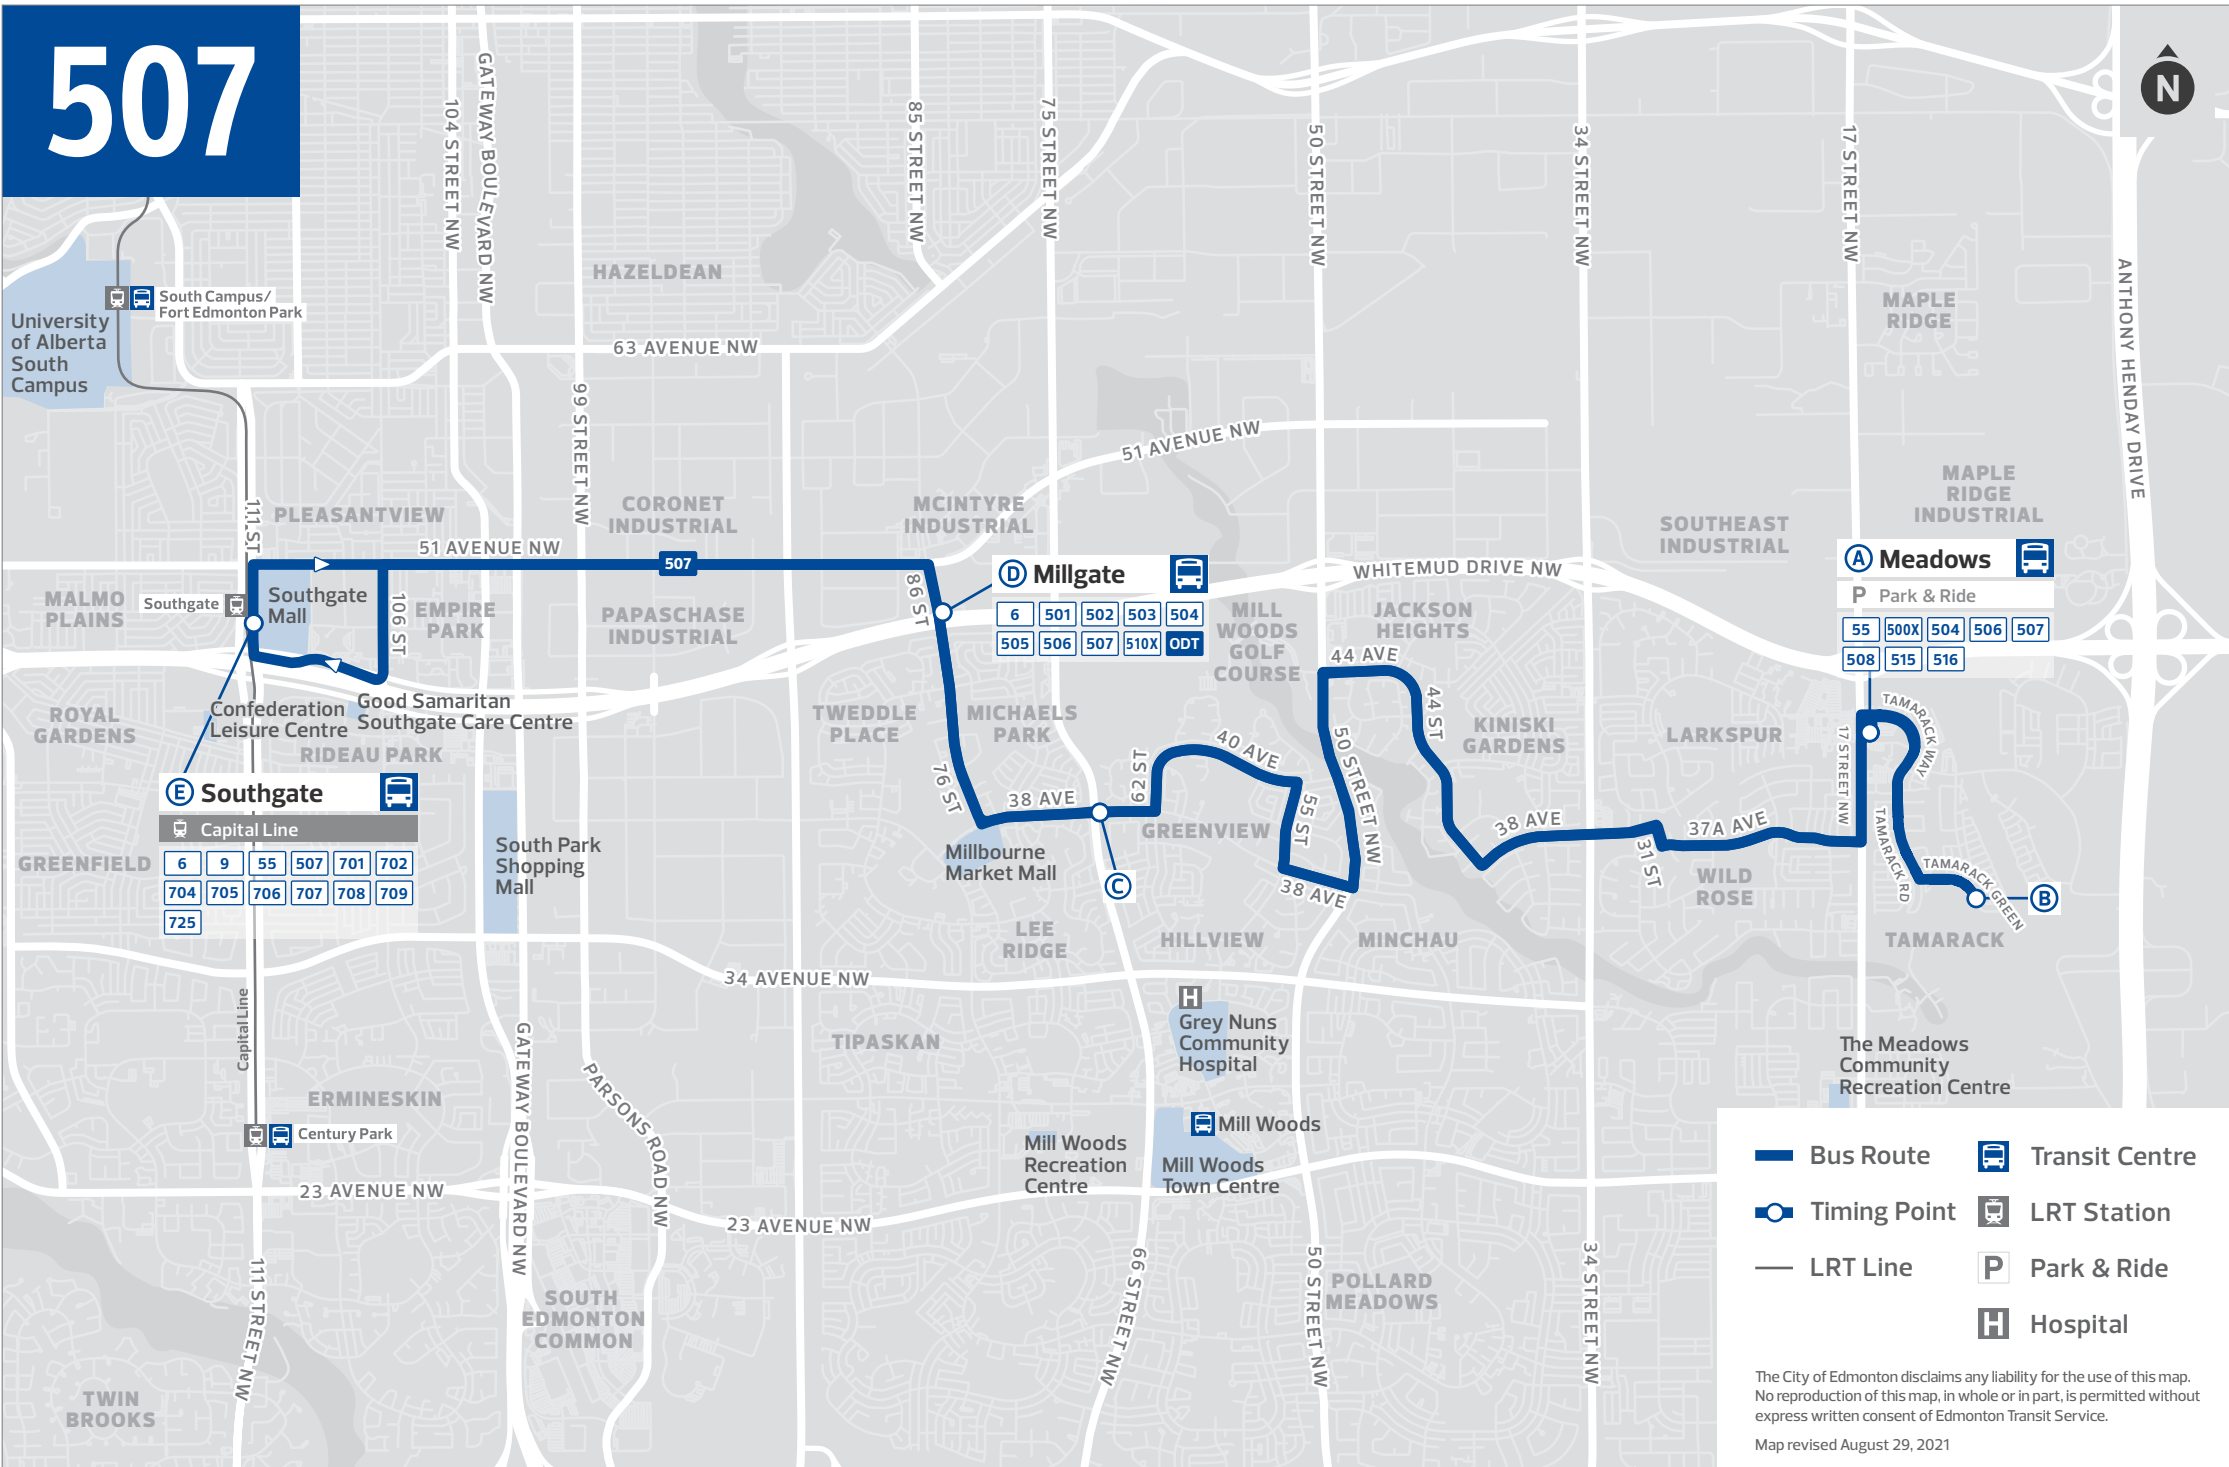 507
N
104 STREET NW
GATEWAY BOULEVARD NW
85 STREET NW
75 STREET NW
50 STREET NW
34 STREET NW
17 STREET NW
ANTHONY HENDAY DRIVE
HAZELDEAN
South Campus/
Fort Edmonton Park
University
of Alberta
South
Campus
63 AVENUE NW
99 STREET NW
MAPLE
RIDGE
51 AVENUE NW
MAPLE
RIDGE
INDUSTRIAL
111 ST
PLEASANTVIEW
CORONET
INDUSTRIAL
MCINTYRE
INDUSTRIAL
SOUTHEAST
INDUSTRIAL
51 AVENUE NW
507
WHITEMUD DRIVE NW
MALMO
PLAINS
Southgate
Southgate
Mall
106 ST
EMPIRE
PARK
PAPASCHASE
INDUSTRIAL
86 ST
D Millgate
6 501 502 503 504
505 506 507 510X ODT
MILL
WOODS
GOLF
COURSE
JACKSON
HEIGHTS
A Meadows
P Park & Ride
55 500X 504 506 507
508 515 516
44 AVE
44 ST
ROYAL
GARDENS
Confederation
Leisure Centre
Good Samaritan
Southgate Care Centre
RIDEAU PARK
TWEDDLE
PLACE
MICHAELS
PARK
KINISKI
GARDENS
LARKSPUR
17 STREET NW
TAMARACK WAY
E Southgate
Capital Line
6 9 55 507 701 702
704 705 706 707 708 709
725
76 ST
38 AVE
62 ST
40 AVE
55 ST
50 STREET NW
38 AVE
GREENVIEW
38 AVE
31 ST
37A AVE
TAMARACK RD
TAMARACK GREEN
B
GREENFIELD
South Park
Shopping
Mall
Millbourne
Market Mall
C
WILD
ROSE
LEE
RIDGE
HILLVIEW
MINCHAU
TAMARACK
34 AVENUE NW
Capital Line
H
Grey Nuns
Community
Hospital
TIPASKAN
The Meadows
Community
Recreation Centre
GATEWAY BOULEVARD NW
PARSONS ROAD NW
ERMINESKIN
Century Park
Mill Woods
Mill Woods
Recreation
Centre
Mill Woods
Town Centre
23 AVENUE NW
23 AVENUE NW
111 STREET NW
66 STREET NW
50 STREET NW
34 STREET NW
SOUTH
EDMONTON
COMMON
POLLARD
MEADOWS
TWIN
BROOKS
Bus Route
Transit Centre
Timing Point
LRT Station
LRT Line
P Park & Ride
H Hospital
The City of Edmonton disclaims any liability for the use of this map.
No reproduction of this map, in whole or in part, is permitted without
express written consent of Edmonton Transit Service.
Map revised August 29, 2021